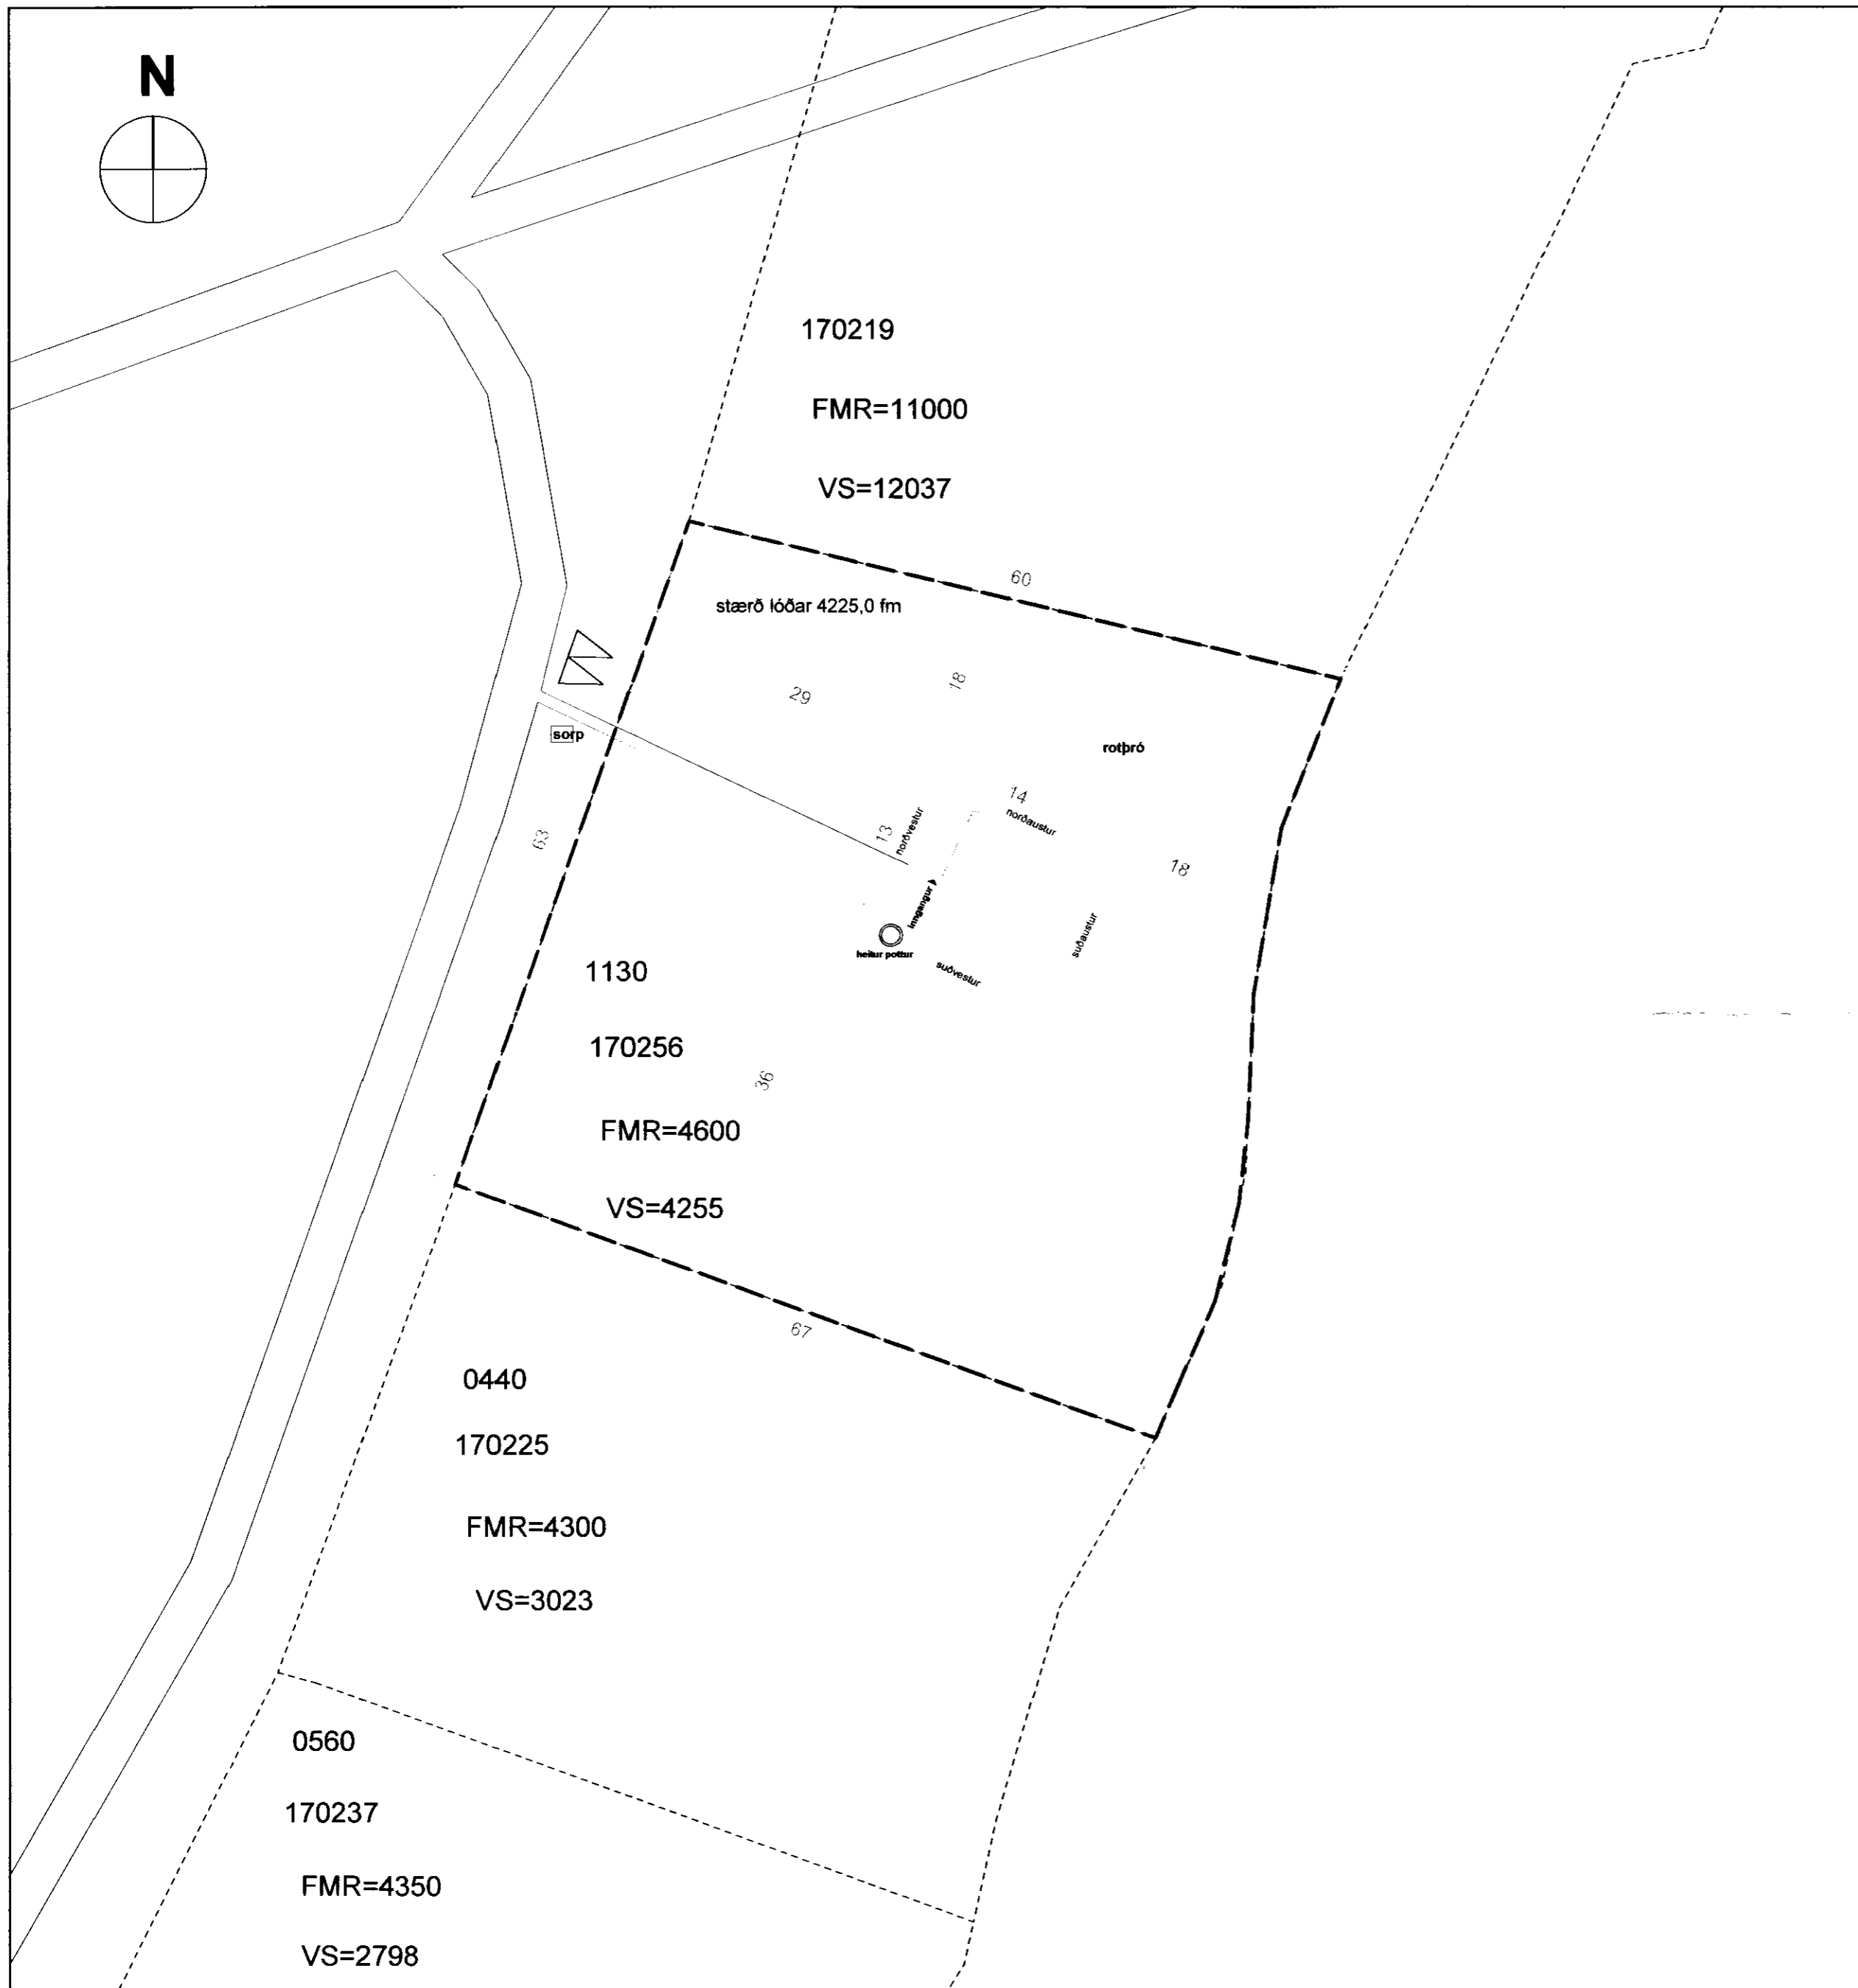 N
170219
FMR=11000
VS=12037
60
stærð lóðar 4225,0 fm
29
18
sorp
rotþró
14
norðaustur
13
norðvestur
63
18
inngangur
suðaustur
heitur pottur
suðvestur
1130
170256
36
FMR=4600
VS=4255
67
0440
170225
FMR=4300
VS=3023
0560
170237
FMR=4350
VS=2798